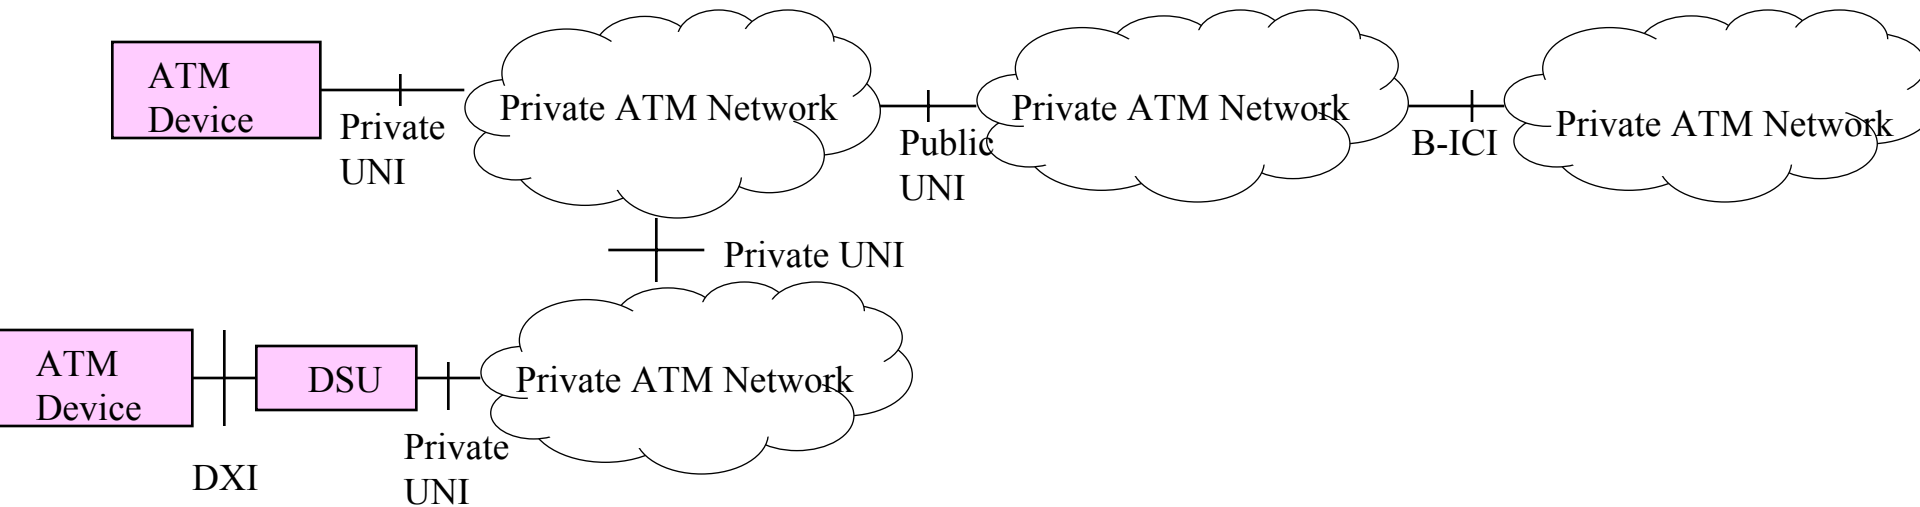 ATM
Device
Private
UNI
Private ATM Network
Public
UNI
Private ATM Network
B-ICI
Private ATM Network
Private UNI
ATM
Device
DXI
DSU
Private
UNI
Private ATM Network